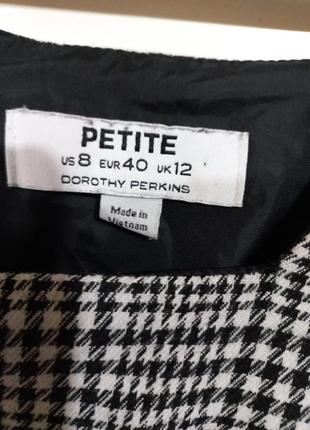 PETITE
US 8 EUR 40 UK 12
DOROTHY PERKINS
Made in
Vietnam